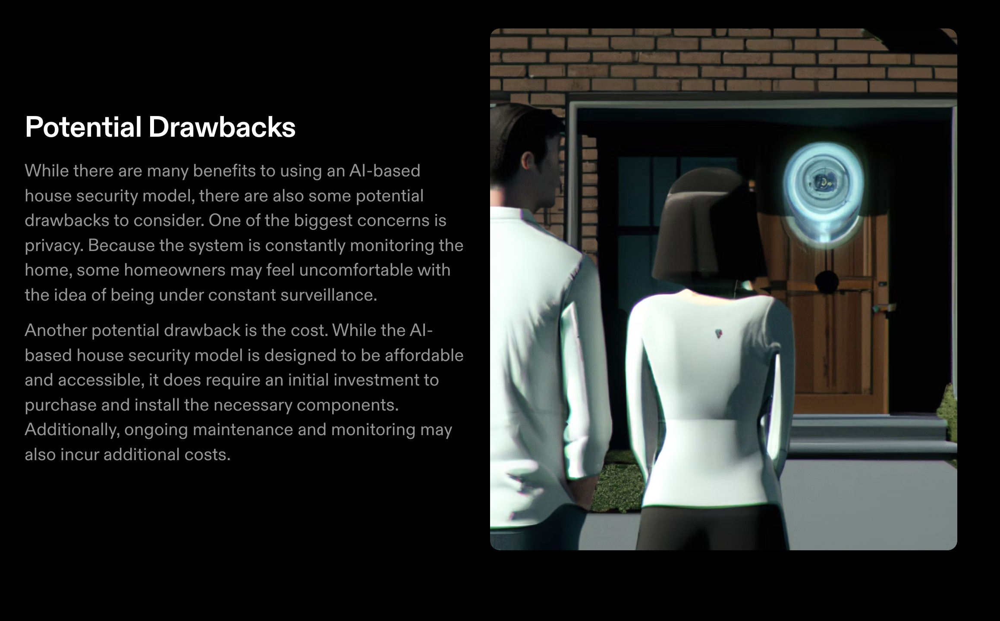 Potential Drawbacks
While there are many benefits to using an AI-based
house security model, there are also some potential
drawbacks to consider. One of the biggest concerns is
privacy. Because the system is constantly monitoring the
home, some homeowners may feel uncomfortable with
the idea of being under constant surveillance.
Another potential drawback is the cost. While the AI-
based house security model is designed to be affordable
and accessible, it does require an initial investment to
purchase and install the necessary components.
Additionally, ongoing maintenance and monitoring may
also incur additional costs.